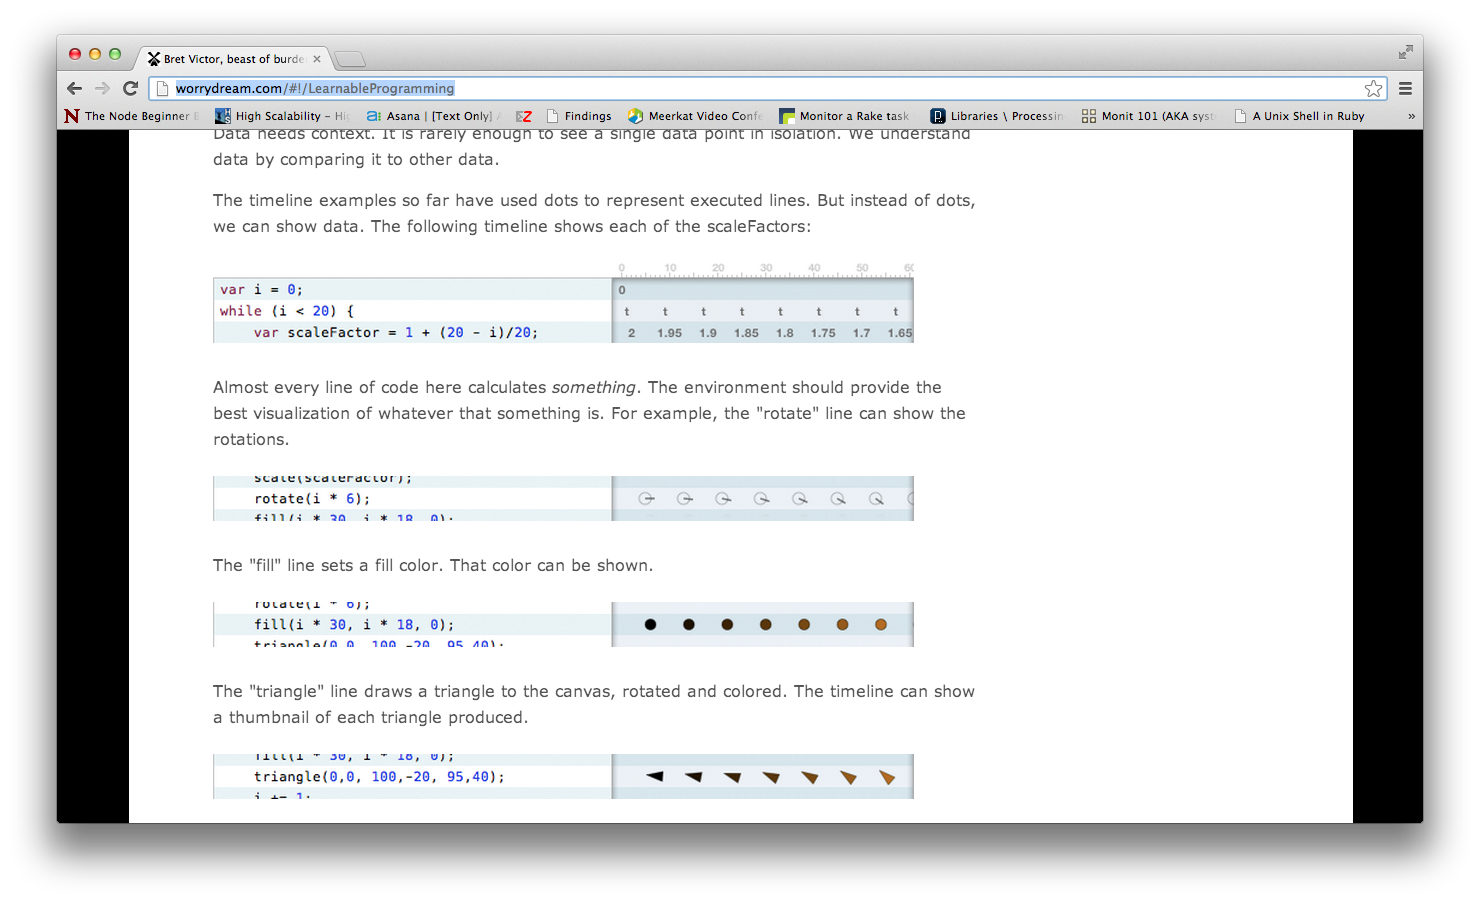 Bret Victor, beast of burde
worrydream.com/#!/LearnableProgramming
The Node Beginner B
High Scalability – Hig
Asana | [Text Only] A
EZ
Findings
Meerkat Video Confe
Monitor a Rake task
Libraries \ Processin
Monit 101 (AKA syst
A Unix Shell in Ruby
»
Data needs context. It is rarely enough to see a single data point in isolation. We understand
data by comparing it to other data.
The timeline examples so far have used dots to represent executed lines. But instead of dots,
we can show data. The following timeline shows each of the scaleFactors:
0 10 20 30 40 50 60
var i = 0; 0
while (i < 20) { t t t t t t t t
var scaleFactor = 1 + (20 - i)/20; 2 1.95 1.9 1.85 1.8 1.75 1.7 1.65
Almost every line of code here calculates something. The environment should provide the
best visualization of whatever that something is. For example, the "rotate" line can show the
rotations.
scale(scaleFactor);
rotate(i * 6);
fill(i * 30, i * 18, 0);
The "fill" line sets a fill color. That color can be shown.
rotate(i * 6);
fill(i * 30, i * 18, 0);
triangle(0,0, 100,-20, 95,40);
The "triangle" line draws a triangle to the canvas, rotated and colored. The timeline can show
a thumbnail of each triangle produced.
fill(i * 30, i * 18, 0);
triangle(0,0, 100,-20, 95,40);
i += 1;